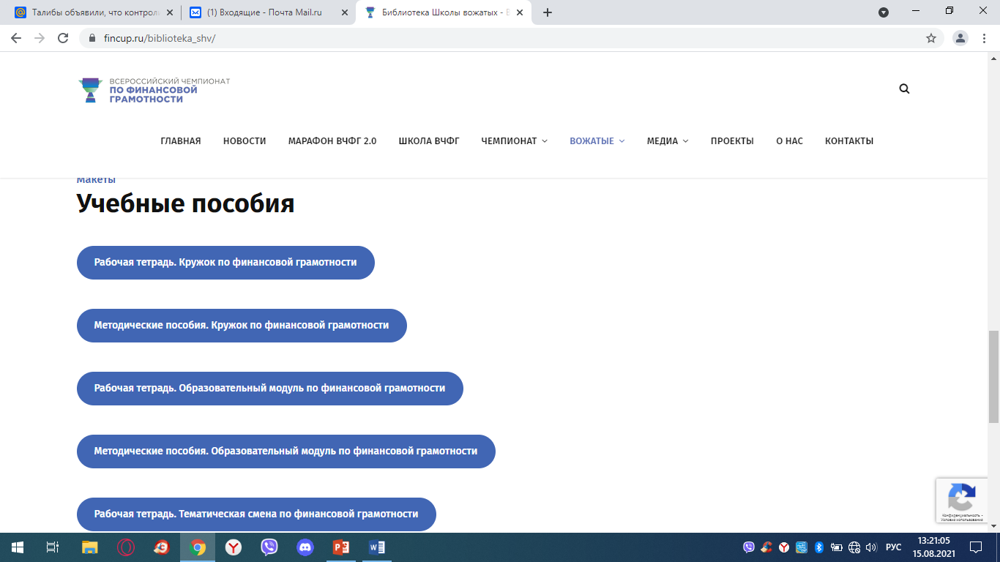 Талибы объявили, что контрол
(1) Входящие - Почта Mail.ru
Библиотека Школы вожатых - В
fincup.ru/biblioteka_shv/
ВСЕРОССИЙСКИЙ ЧЕМПИОНАТ
ПО ФИНАНСОВОЙ
ГРАМОТНОСТИ
ГЛАВНАЯ НОВОСТИ МАРАФОН ВЧФГ 2.0 ШКОЛА ВЧФГ ЧЕМПИОНАТ ВОЖАТЫЕ МЕДИА ПРОЕКТЫ О НАС КОНТАКТЫ
Макеты
Учебные пособия
Рабочая тетрадь. Кружок по финансовой грамотности
Методические пособия. Кружок по финансовой грамотности
Рабочая тетрадь. Образовательный модуль по финансовой грамотности
Методические пособия. Образовательный модуль по финансовой грамотности
Рабочая тетрадь. Тематическая смена по финансовой грамотности
Конфиденциальность -
Условия использования
РУС
13:21:05
15.08.2021